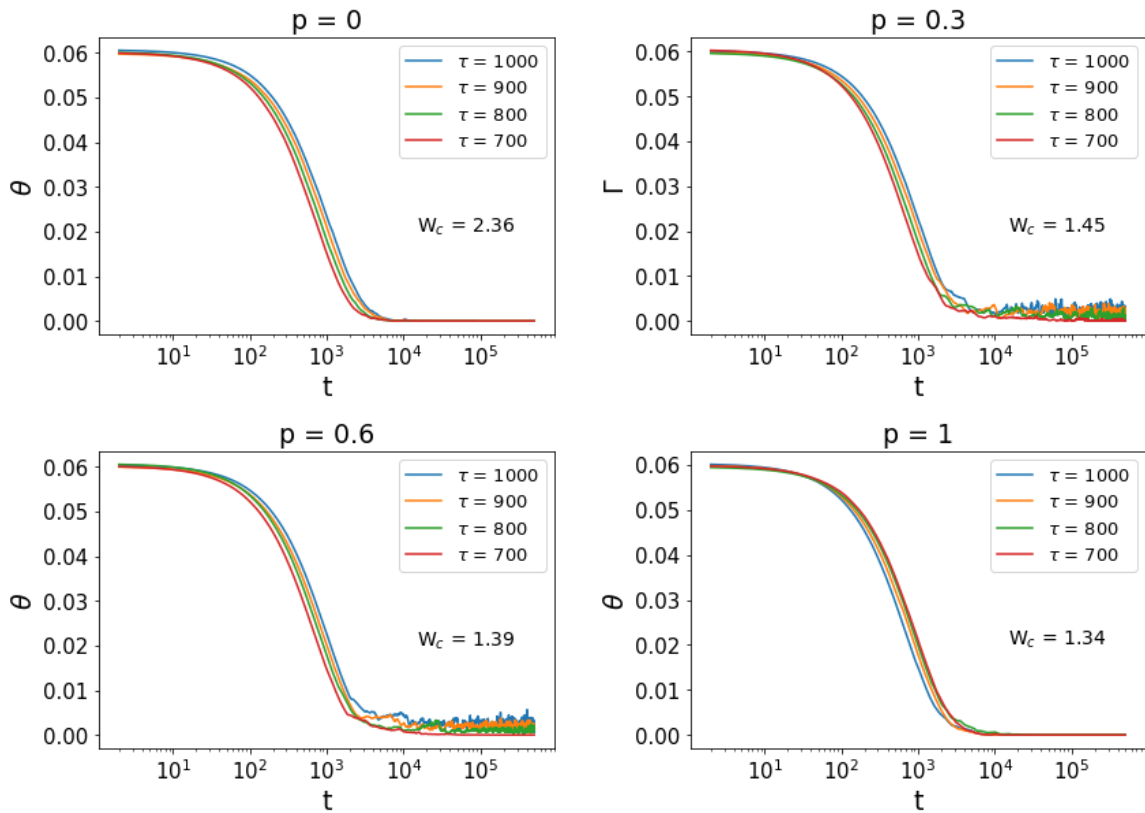 p = 0
θ
0.06
0.05
0.04
0.03
0.02
0.01
0.00
τ = 1000
τ = 900
τ = 800
τ = 700
W_c = 2.36
10^1
10^2
10^3
10^4
10^5
t
p = 0.3
Γ
0.06
0.05
0.04
0.03
0.02
0.01
0.00
τ = 1000
τ = 900
τ = 800
τ = 700
W_c = 1.45
10^1
10^2
10^3
10^4
10^5
t
p = 0.6
θ
0.06
0.05
0.04
0.03
0.02
0.01
0.00
τ = 1000
τ = 900
τ = 800
τ = 700
W_c = 1.39
10^1
10^2
10^3
10^4
10^5
t
p = 1
θ
0.06
0.05
0.04
0.03
0.02
0.01
0.00
τ = 1000
τ = 900
τ = 800
τ = 700
W_c = 1.34
10^1
10^2
10^3
10^4
10^5
t